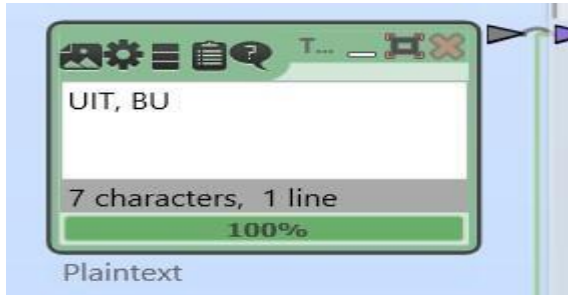 T...
UIT, BU
7 characters, 1 line
100%
Plaintext